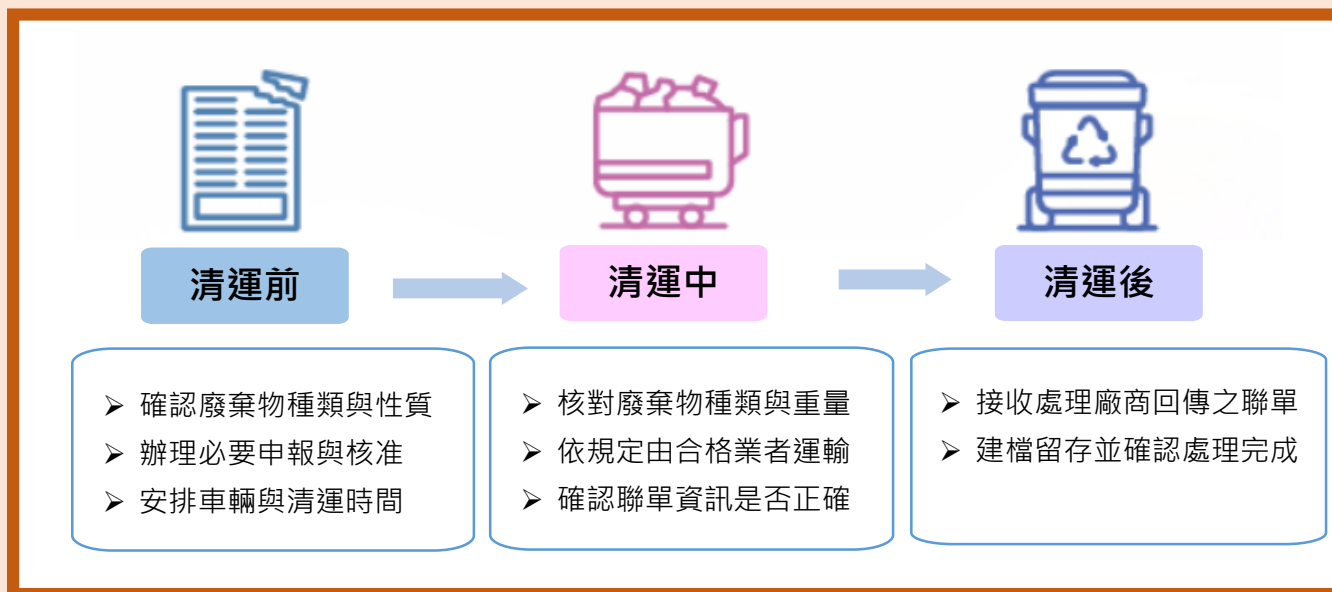 清運前
清運中
清運後
➢ 確認廢棄物種類與性質
➢ 辦理必要申報與核准
➢ 安排車輛與清運時間
➢ 核對廢棄物種類與重量
➢ 依規定由合格業者運輸
➢ 確認聯單資訊是否正確
➢ 接收處理廠商回傳之聯單
➢ 建檔留存並確認處理完成